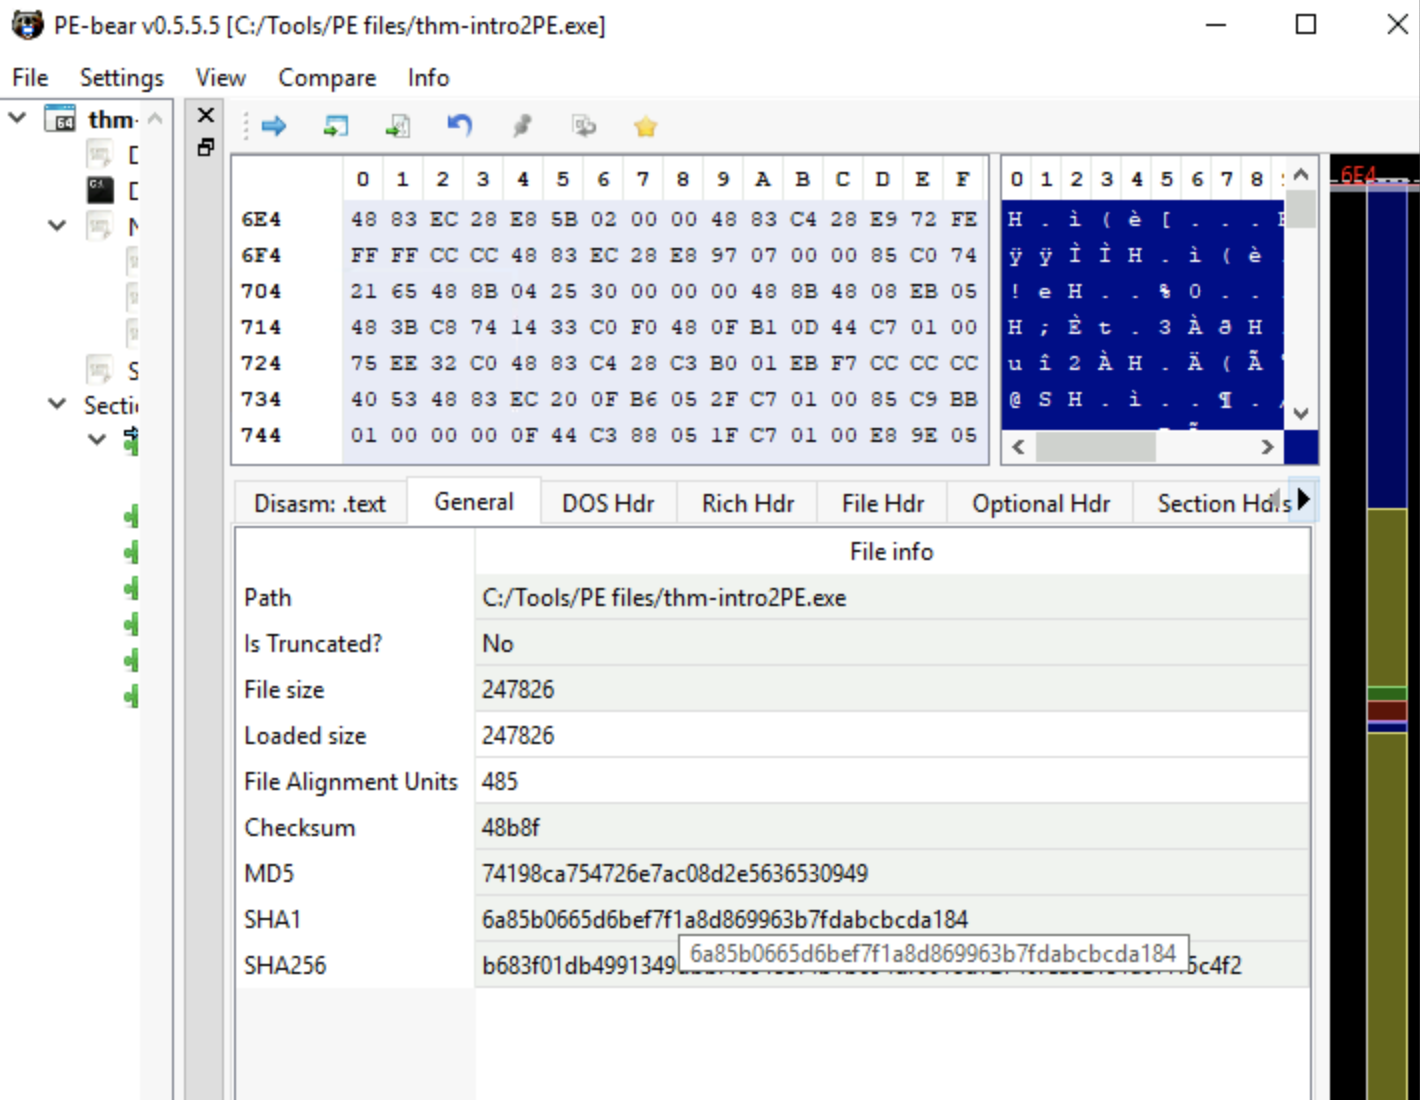 PE-bear v0.5.5.5 [C:/Tools/PE files/thm-intro2PE.exe]
File Settings View Compare Info
thm-
Secti
0 1 2 3 4 5 6 7 8 9 A B C D E F
6E4 48 83 EC 28 E8 5B 02 00 00 48 83 C4 28 E9 72 FE
6F4 FF FF CC CC 48 83 EC 28 E8 97 07 00 00 85 C0 74
704 21 65 48 8B 04 25 30 00 00 00 48 8B 48 08 EB 05
714 48 3B C8 74 14 33 C0 F0 48 0F B1 0D 44 C7 01 00
724 75 EE 32 C0 48 83 C4 28 C3 B0 01 EB F7 CC CC CC
734 40 53 48 83 EC 20 0F B6 05 2F C7 01 00 85 C9 BB
744 01 00 00 00 0F 44 C3 88 05 1F C7 01 00 E8 9E 05
0 1 2 3 4 5 6 7 8
H . ì ( è [ . . .
ÿ ÿ Ì Ì H . ì ( è
! e H . . % 0 . .
H ; È t . 3 À ð H
u î 2 À H . Ä ( Ã
@ S H . ì . . ¶ .
6E4
Disasm: .text General DOS Hdr Rich Hdr File Hdr Optional Hdr Section Hdrs
File info
Path C:/Tools/PE files/thm-intro2PE.exe
Is Truncated? No
File size 247826
Loaded size 247826
File Alignment Units 485
Checksum 48b8f
MD5 74198ca754726e7ac08d2e5636530949
SHA1 6a85b0665d6bef7f1a8d869963b7fdabcbcda184
6a85b0665d6bef7f1a8d869963b7fdabcbcda184
SHA256